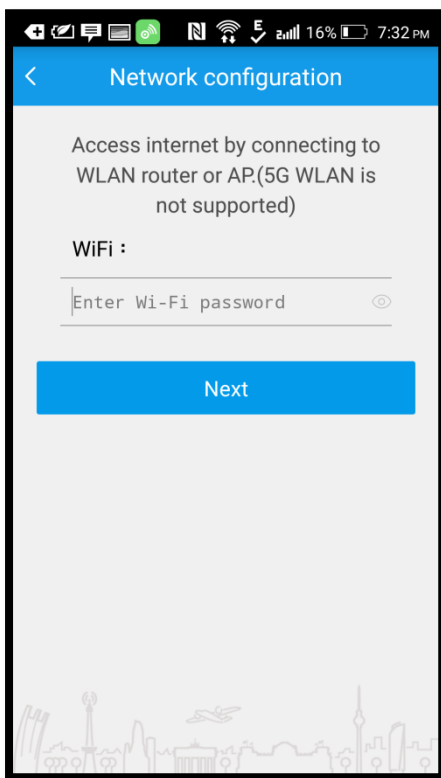 16% 7:32 PM
Network configuration
Access internet by connecting to
WLAN router or AP.(5G WLAN is
not supported)
WiFi :
Enter Wi-Fi password
Next